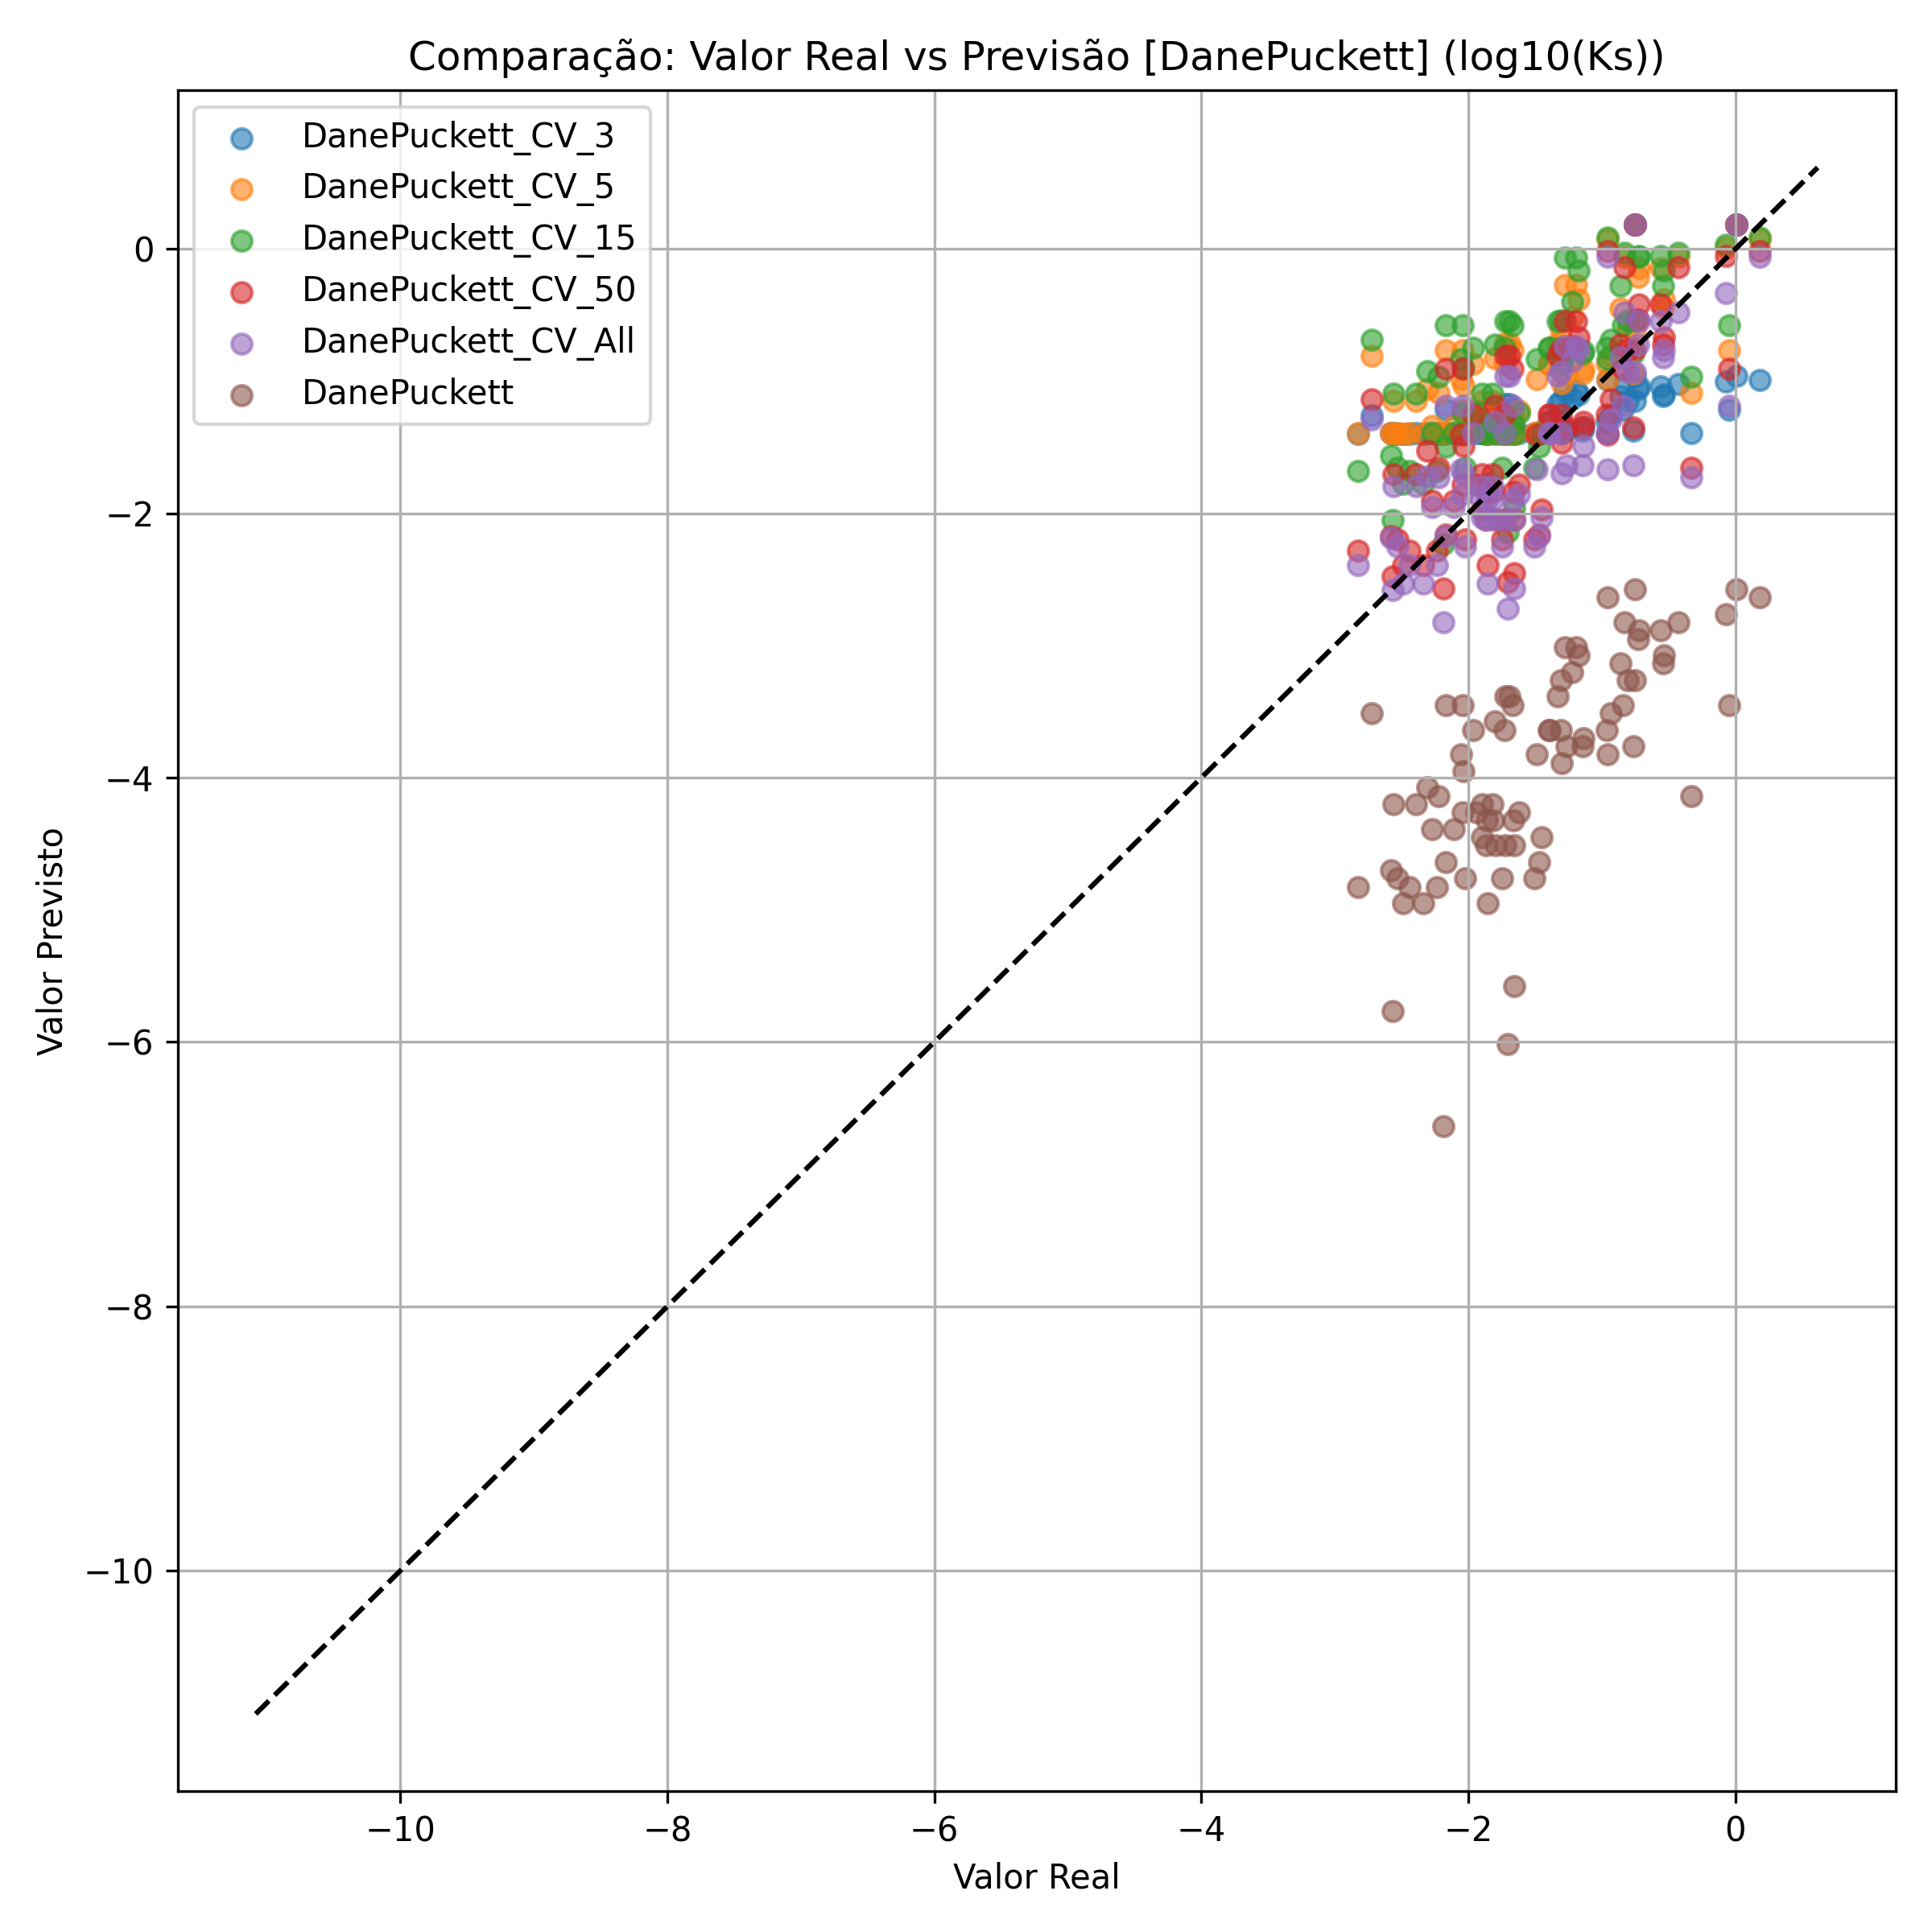 Comparação: Valor Real vs Previsão [DanePuckett] (log10(Ks))
DanePuckett_CV_3
DanePuckett_CV_5
DanePuckett_CV_15
DanePuckett_CV_50
DanePuckett_CV_All
DanePuckett
0
−2
−4
−6
−8
−10
Valor Previsto
−10 −8 −6 −4 −2 0
Valor Real